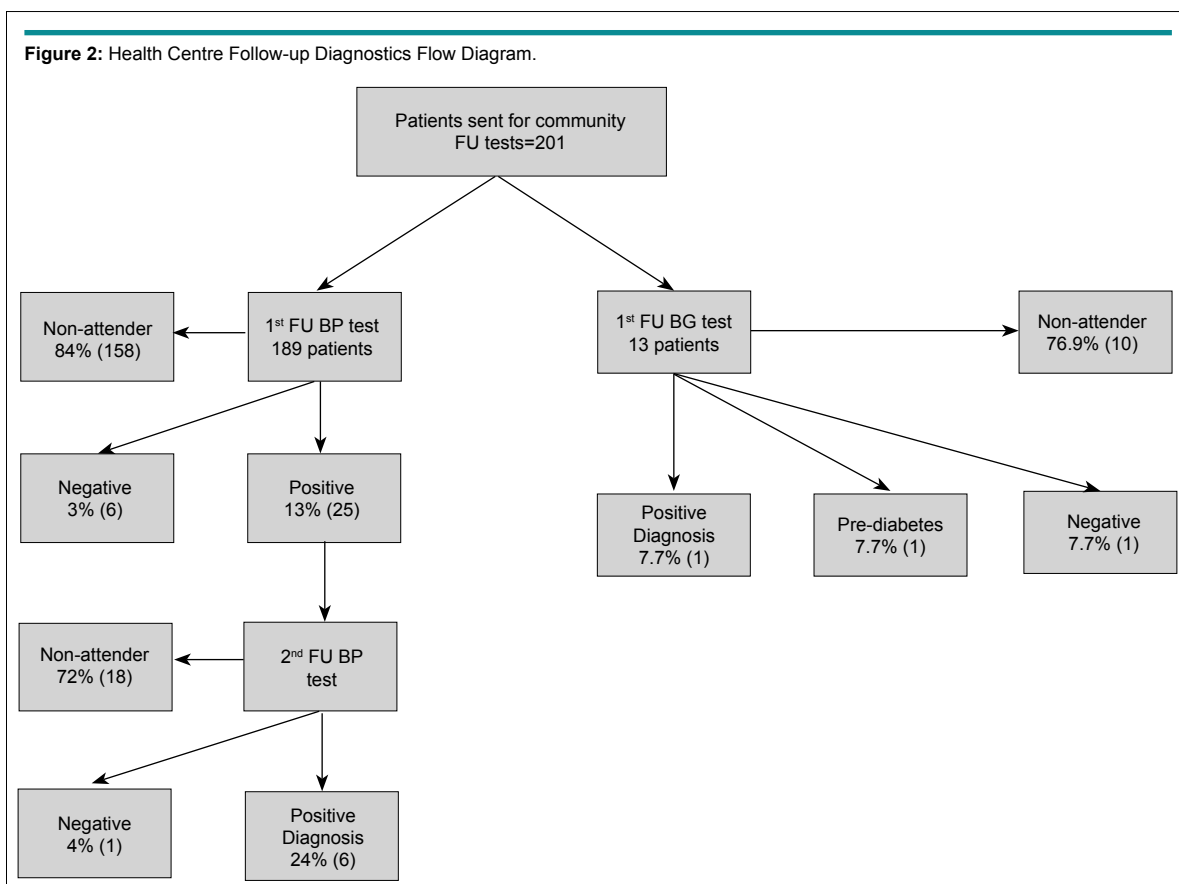 Figure 2: Health Centre Follow-up Diagnostics Flow Diagram.
Patients sent for community
FU tests=201
Non-attender
84% (158)
1st FU BP test
189 patients
1st FU BG test
13 patients
Non-attender
76.9% (10)
Negative
3% (6)
Positive
13% (25)
Positive
Diagnosis
7.7% (1)
Pre-diabetes
7.7% (1)
Negative
7.7% (1)
Non-attender
72% (18)
2nd FU BP
test
Negative
4% (1)
Positive
Diagnosis
24% (6)